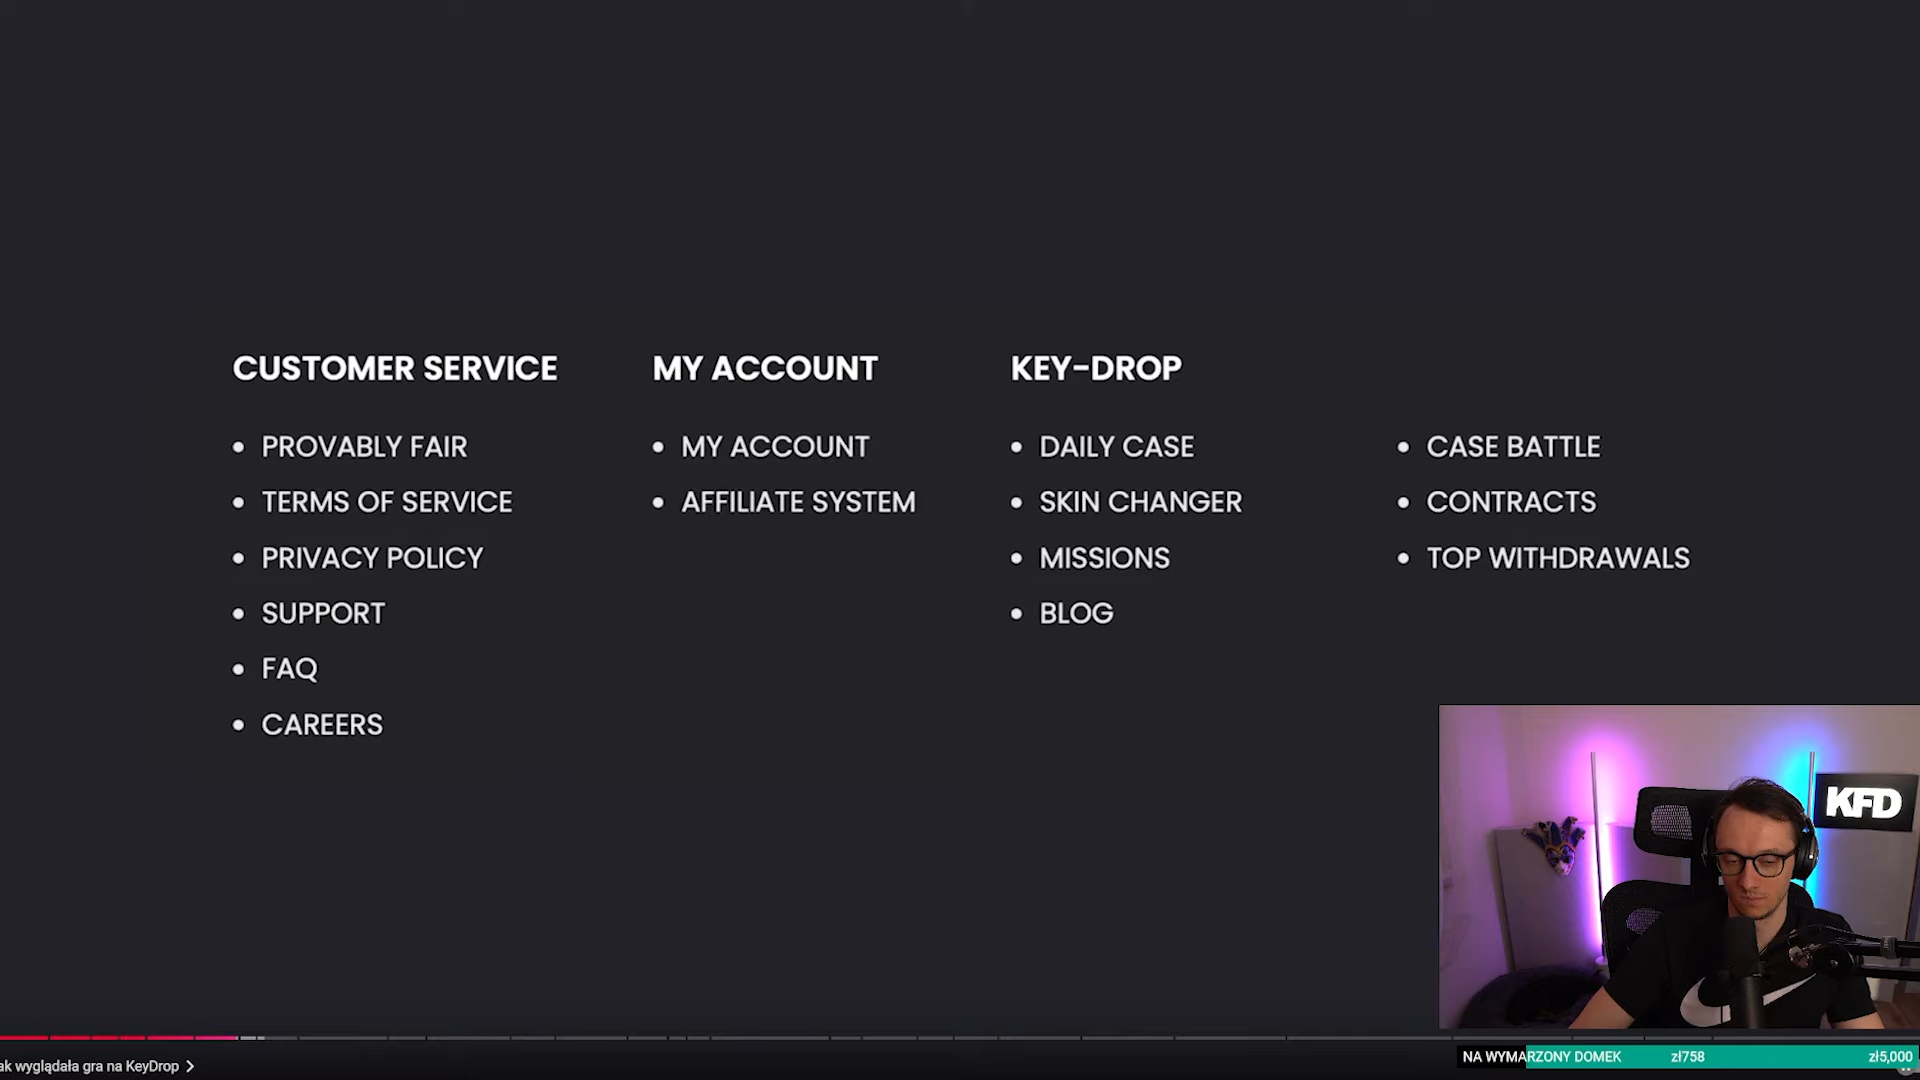 CUSTOMER SERVICE
PROVABLY FAIR
TERMS OF SERVICE
PRIVACY POLICY
SUPPORT
FAQ
CAREERS
MY ACCOUNT
MY ACCOUNT
AFFILIATE SYSTEM
KEY-DROP
DAILY CASE
SKIN CHANGER
MISSIONS
BLOG
CASE BATTLE
CONTRACTS
TOP WITHDRAWALS
KFD
ak wyglądała gra na KeyDrop
NA WYMARZONY DOMEK zł758 zł5,000